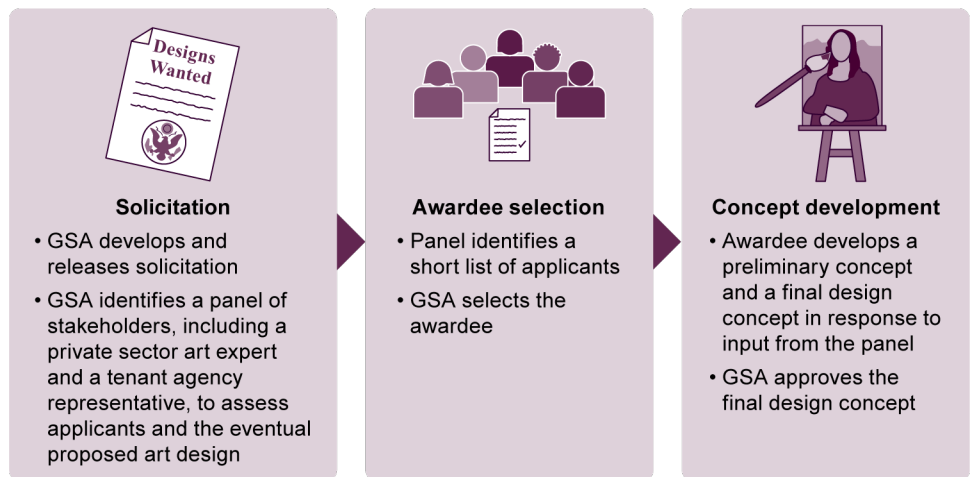 Designs
Wanted
Solicitation
• GSA develops and
releases solicitation
• GSA identifies a panel of
stakeholders, including a
private sector art expert
and a tenant agency
representative, to assess
applicants and the eventual
proposed art design
Awardee selection
• Panel identifies a
short list of applicants
• GSA selects the
awardee
Concept development
• Awardee develops a
preliminary concept
and a final design
concept in response to
input from the panel
• GSA approves the
final design concept